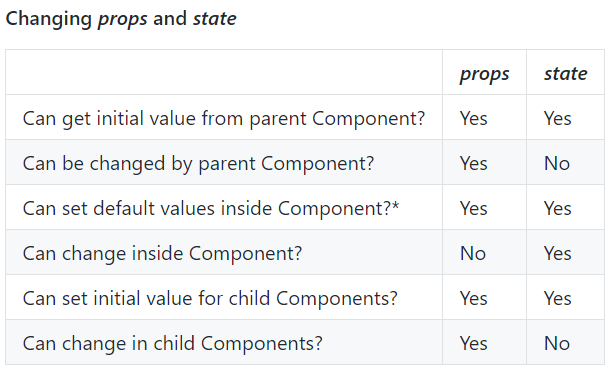 Changing props and state
props state
Can get initial value from parent Component? Yes Yes
Can be changed by parent Component? Yes No
Can set default values inside Component?* Yes Yes
Can change inside Component? No Yes
Can set initial value for child Components? Yes Yes
Can change in child Components? Yes No